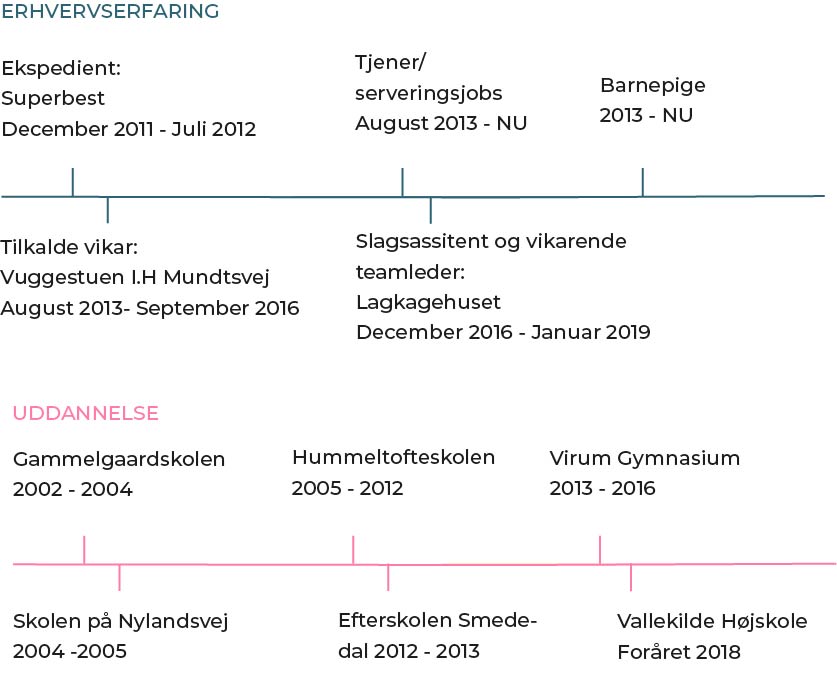 ERHVERVSERFARING
Ekspedient:
Superbest
December 2011 - Juli 2012
Tjener/
serveringsjobs
August 2013 - NU
Barnepige
2013 - NU
Tilkalde vikar:
Vuggestuen I.H Mundtsvej
August 2013- September 2016
Slagsassitent og vikarende
teamleder:
Lagkagehuset
December 2016 - Januar 2019
UDDANNELSE
Gammelgaardskolen
2002 - 2004
Hummeltofteskolen
2005 - 2012
Virum Gymnasium
2013 - 2016
Skolen på Nylandsvej
2004 -2005
Efterskolen Smede-
dal 2012 - 2013
Vallekilde Højskole
Foråret 2018